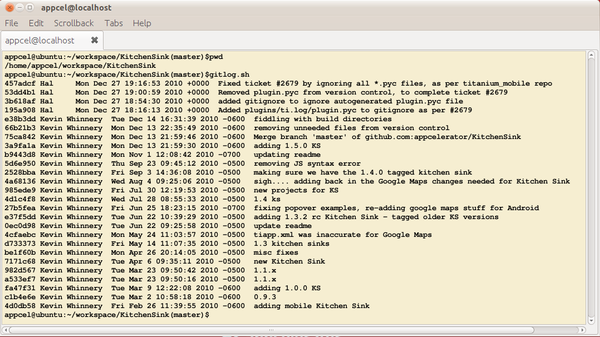 appcel@localhost
File Edit Scrollback Tabs Help
appcel@localhost
appcel@ubuntu:~/workspace/KitchenSink(master)$pwd
/home/appcel/workspace/KitchenSink
appcel@ubuntu:~/workspace/KitchenSink(master)$gitlog.sh
457adcf Hal Mon Dec 27 19:16:53 2010 +0000 Fixed ticket #2679 by ignoring all *.pyc files, as per titanium_mobile repo
53dd4b1 Hal Mon Dec 27 19:00:59 2010 +0000 Removed plugin.pyc from version control, to complete ticket #2679
3b618af Hal Mon Dec 27 18:54:30 2010 +0000 added gitignore to ignore autogenerated plugin.pyc file
195a908 Hal Mon Dec 27 18:16:13 2010 +0000 Added plugins/ti.log/plugin.pyc to gitignore as per #2679
e38b3dd Kevin Whinnery Tue Dec 14 16:31:39 2010 -0600 fiddling with build directories
66b21b3 Kevin Whinnery Mon Dec 13 22:35:49 2010 -0600 removing unneeded files from version control
75ca842 Kevin Whinnery Mon Dec 13 21:59:46 2010 -0600 Merge branch 'master' of github.com:appcelerator/KitchenSink
3a9fa1a Kevin Whinnery Mon Dec 13 21:59:30 2010 -0600 adding 1.5.0 KS
b9443d8 Kevin Whinnery Mon Nov 1 12:08:42 2010 -0700 updating readme
5d6e950 Kevin Whinnery Thu Sep 23 09:45:12 2010 -0500 removing JS syntax error
2528bba Kevin Whinnery Fri Sep 3 14:36:08 2010 -0500 making sure we have the 1.4.0 tagged kitchen sink
4a68136 Kevin Whinnery Wed Aug 4 09:25:06 2010 -0500 sigh.... adding back in the Google Maps changes needed for Kitchen Sink
985ede9 Kevin Whinnery Fri Jul 30 12:19:53 2010 -0500 new projects for KS
4d1c4f8 Kevin Whinnery Wed Jul 28 08:55:33 2010 -0500 1.4 ks
27b5fea Kevin Whinnery Fri Jun 25 18:23:15 2010 -0700 fixing popover examples, re-adding google maps stuff for Android
e37f5dd Kevin Whinnery Tue Jun 22 10:39:29 2010 -0500 adding 1.3.2 rc Kitchen Sink - tagged older KS versions
0ec0d98 Kevin Whinnery Tue Jun 22 09:25:58 2010 -0500 update readme
4cfaebc Kevin Whinnery Mon May 24 11:03:57 2010 -0500 tiapp.xml was inaccurate for Google Maps
d733373 Kevin Whinnery Fri May 14 11:07:35 2010 -0500 1.3 kitchen sinks
be1f60b Kevin Whinnery Mon Apr 26 20:14:05 2010 -0500 misc fixes
7171c68 Kevin Whinnery Tue Apr 6 09:35:11 2010 -0500 new Kitchen Sink
982d567 Kevin Whinnery Tue Mar 23 09:50:42 2010 -0500 1.1.x
a533ef7 Kevin Whinnery Tue Mar 23 09:50:16 2010 -0500 1.1.x
fa47f31 Kevin Whinnery Tue Mar 9 12:22:08 2010 -0600 adding 1.0.0 KS
c1b4e6e Kevin Whinnery Tue Mar 2 10:58:18 2010 -0600 0.9.3
4d0db58 Kevin Whinnery Fri Feb 26 11:39:55 2010 -0600 adding mobile Kitchen Sink
appcel@ubuntu:~/workspace/KitchenSink(master)$